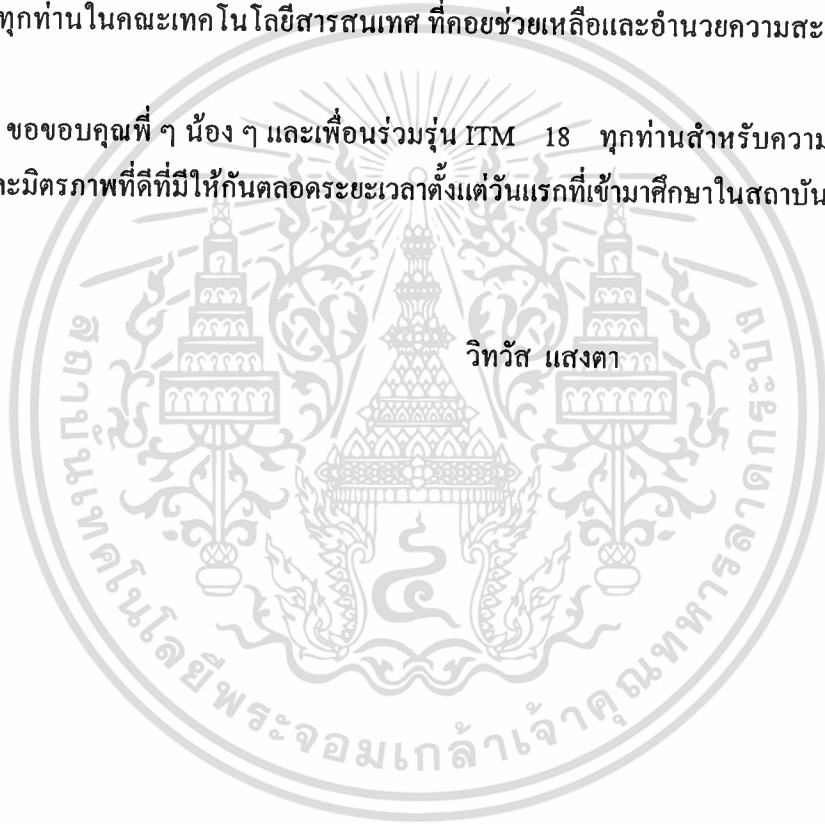 ทุกท่านในคณะเทคโนโลยีสารสนเทศ ที่คอยช่วยเหลือและอำนวยความสะ
ขอขอบคุณพี่ ๆ น้อง ๆ และเพื่อนร่วมรุ่น ITM 18 ทุกท่านสำหรับความ
ละมิตรภาพที่ดีที่มีให้กันตลอดระยะเวลาตั้งแต่วันแรกที่เข้ามาศึกษาในสถาบัน
วิทวัส แสงตา
สถาบันเทคโนโลยีพระจอมเกล้าเจ้าคุณทหารลาดกระบัง